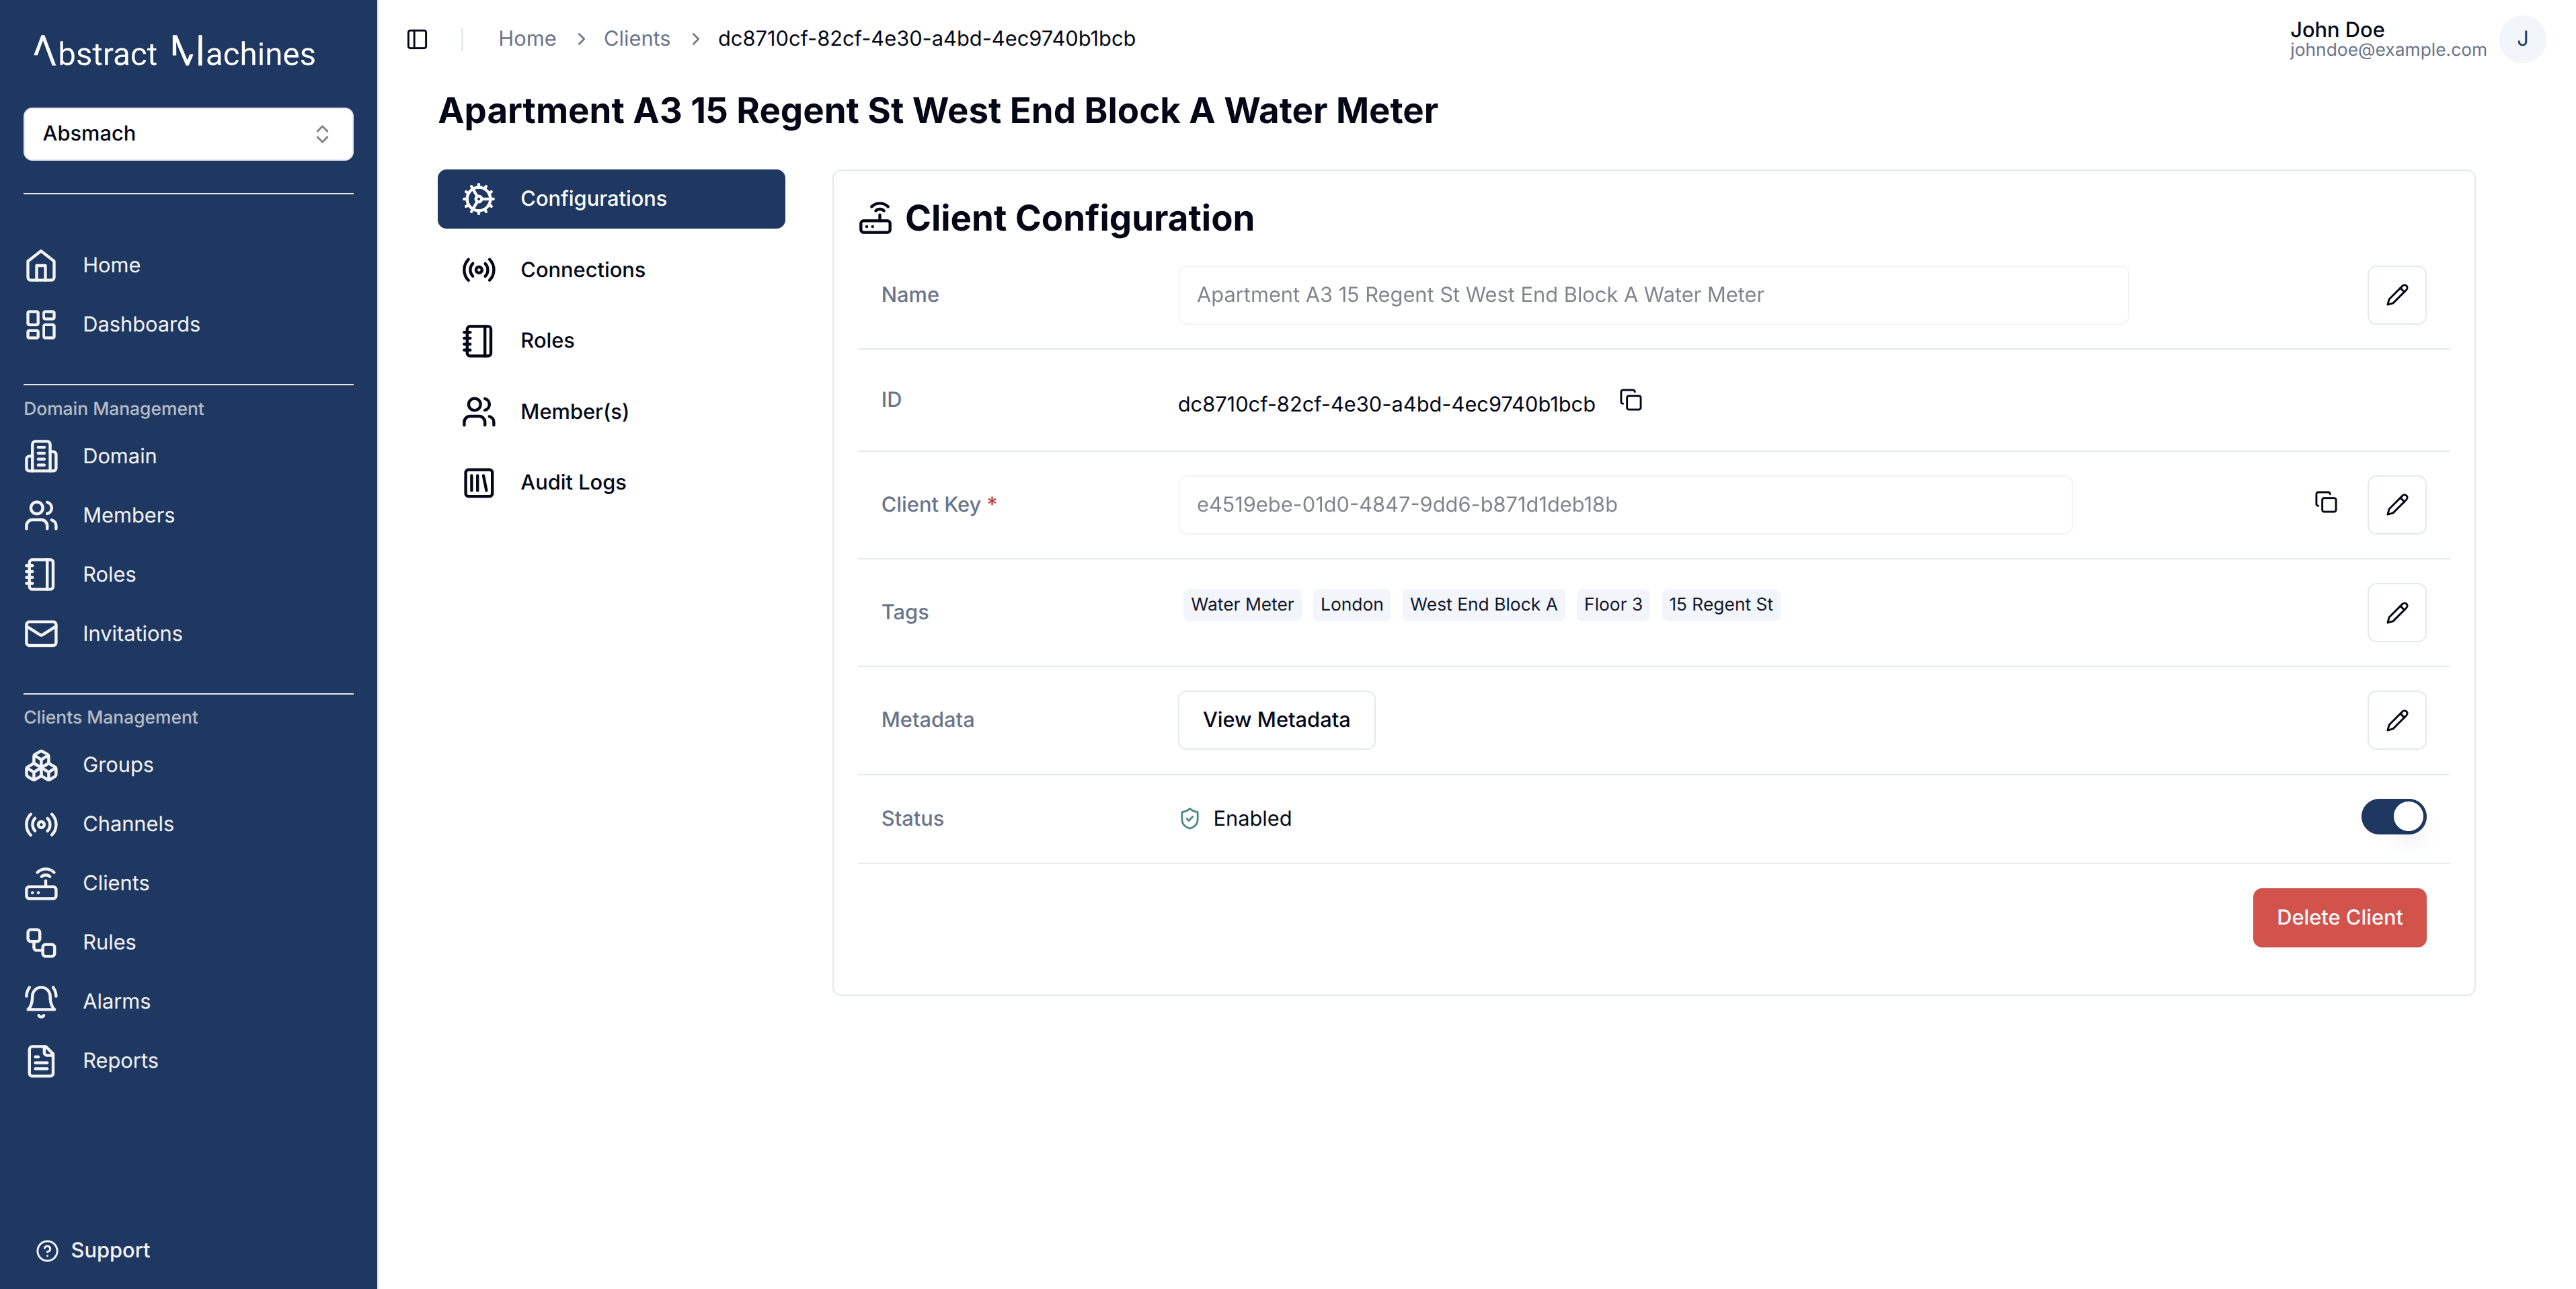 Abstract Machines
Absmach
Home
Dashboards
Domain Management
Domain
Members
Roles
Invitations
Clients Management
Groups
Channels
Clients
Rules
Alarms
Reports
Support
Home > Clients > dc8710cf-82cf-4e30-a4bd-4ec9740b1bcb
John Doe
johndoe@example.com
J
Apartment A3 15 Regent St West End Block A Water Meter
Configurations
Connections
Roles
Member(s)
Audit Logs
Client Configuration
Name Apartment A3 15 Regent St West End Block A Water Meter
ID dc8710cf-82cf-4e30-a4bd-4ec9740b1bcb
Client Key * e4519ebe-01d0-4847-9dd6-b871d1deb18b
Tags Water Meter London West End Block A Floor 3 15 Regent St
Metadata View Metadata
Status Enabled
Delete Client